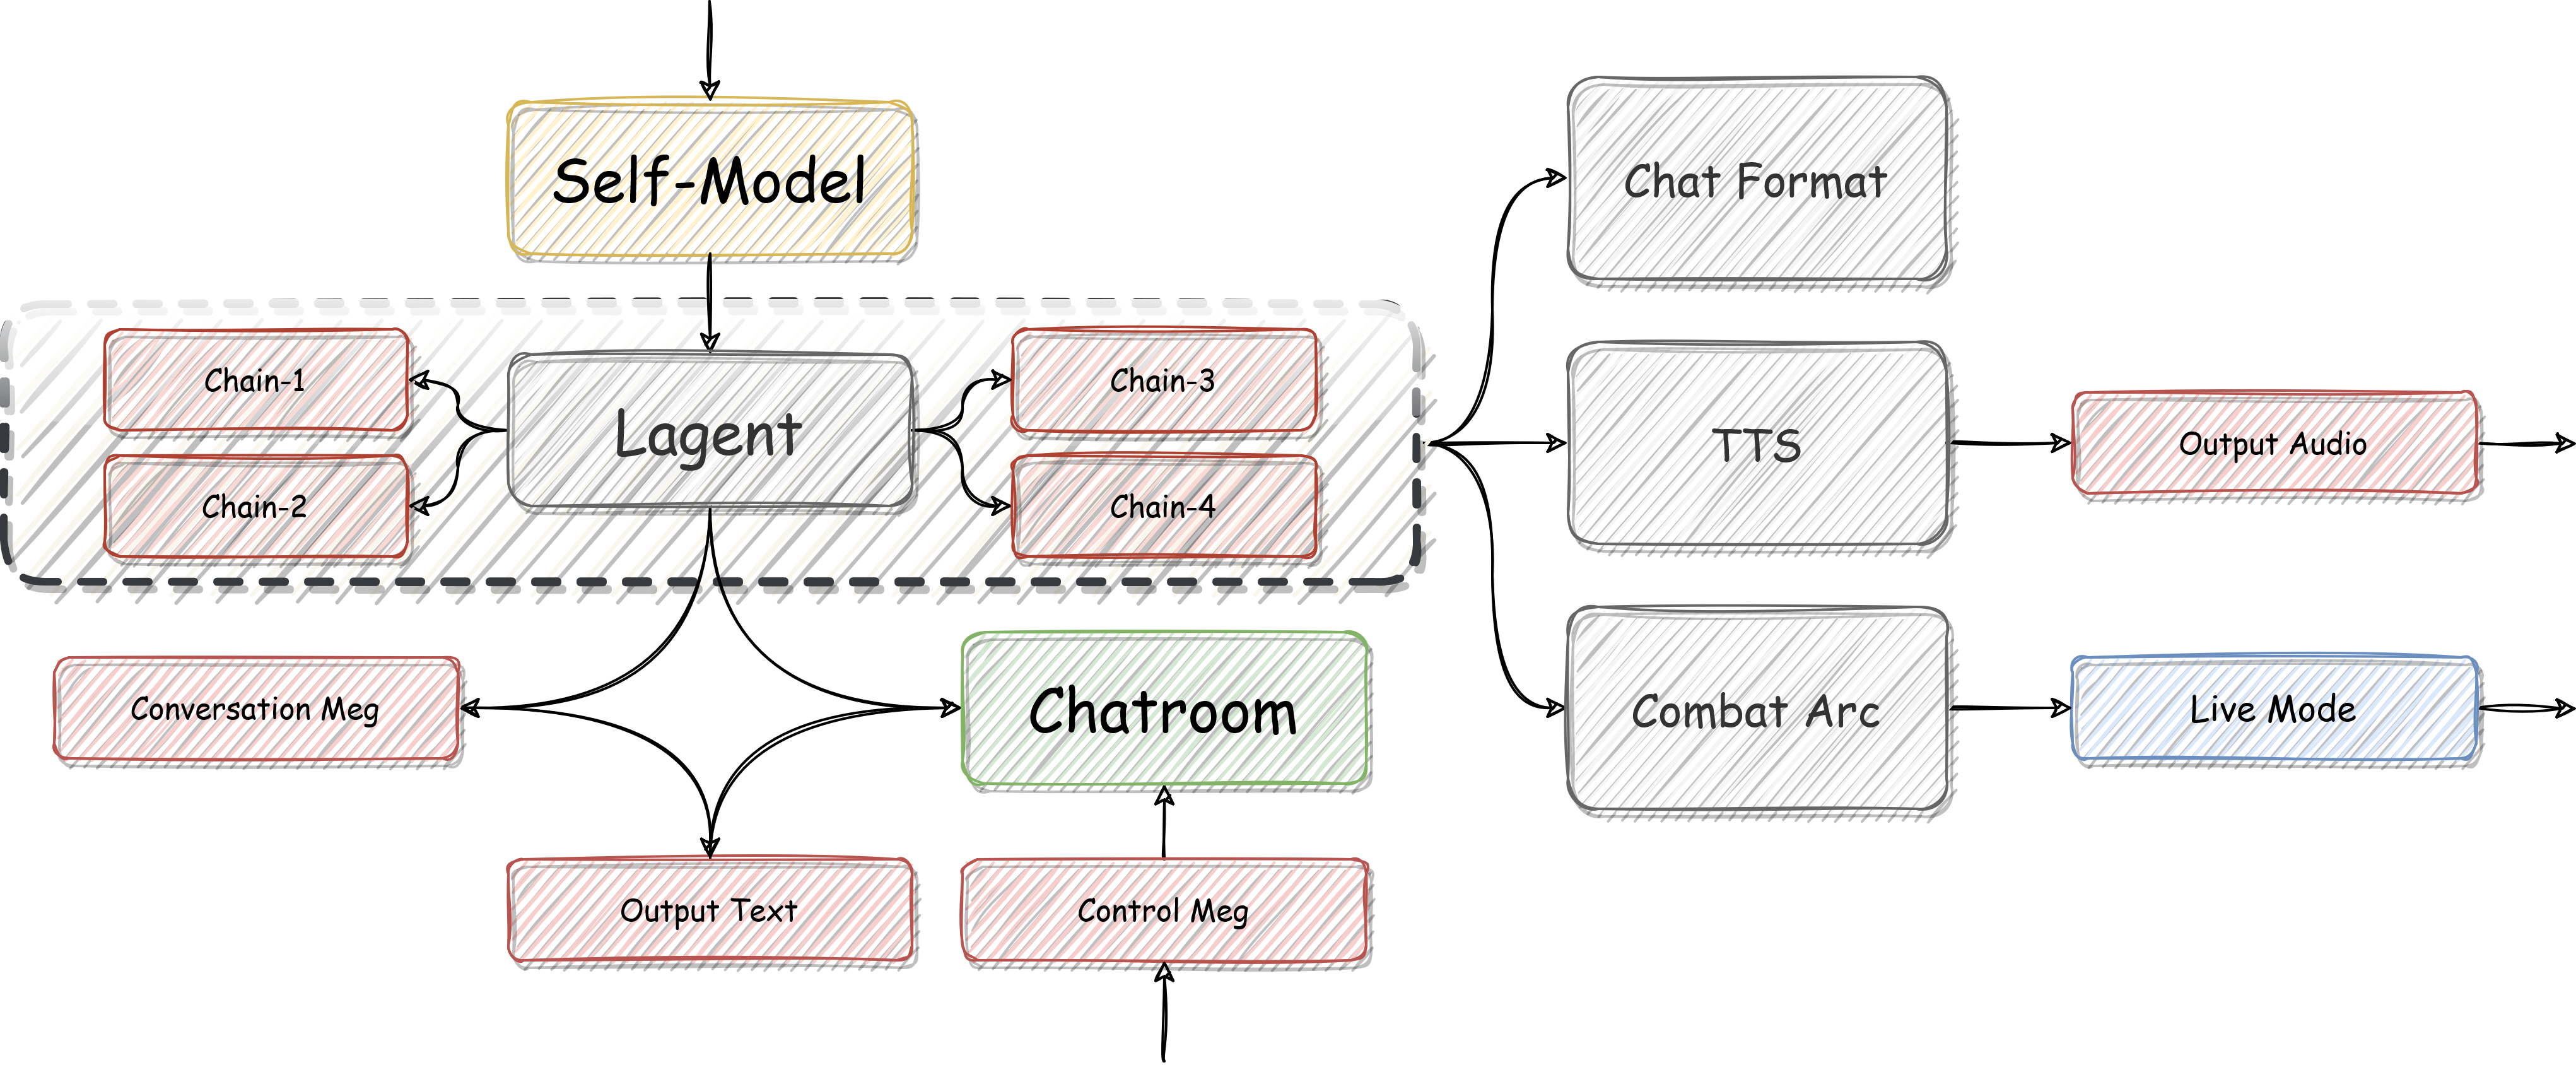 Self-Model
Chat Format
Chain-1
Chain-3
Lagent
TTS
Output Audio
Chain-2
Chain-4
Conversation Meg
Chatroom
Combat Arc
Live Mode
Output Text
Control Meg